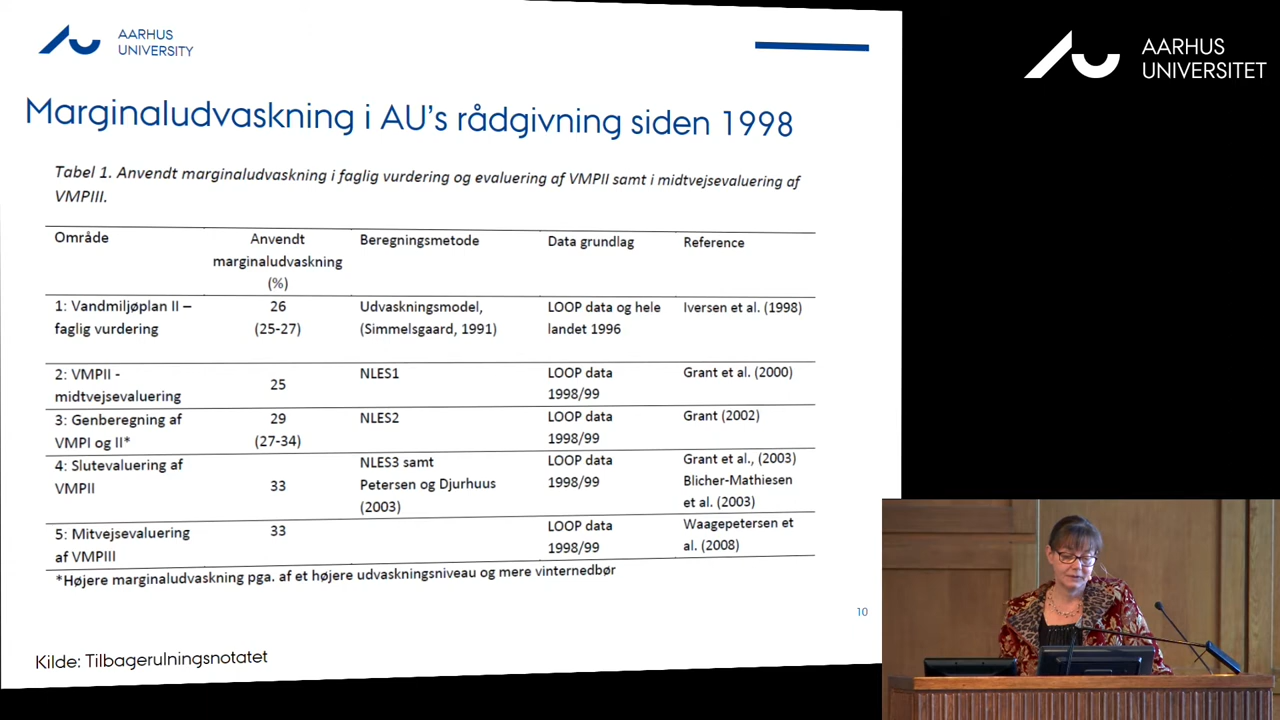 AARHUS
UNIVERSITY
AARHUS
UNIVERSITET
Marginaludvaskning i AU's rådgivning siden 1998
Tabel 1. Anvendt marginaludvaskning i faglig vurdering og evaluering af VMPII samt i midtvejsevaluering af
VMPIII.
Område
Anvendt
marginaludvaskning
(%)
Beregningsmetode
Data grundlag
Reference
1: Vandmiljøplan II –
faglig vurdering
26
(25-27)
Udvaskningsmodel,
(Simmelsgaard, 1991)
LOOP data og hele
landet 1996
Iversen et al. (1998)
2: VMPII -
midtvejsevaluering
25
NLES1
LOOP data
1998/99
Grant et al. (2000)
3: Genberegning af
VMPI og II*
29
(27-34)
NLES2
LOOP data
1998/99
Grant (2002)
4: Slutevaluering af
VMPII
33
NLES3 samt
Petersen og Djurhuus
(2003)
LOOP data
1998/99
Grant et al., (2003)
Blicher-Mathiesen
et al. (2003)
5: Mitvejsevaluering
af VMPIII
33
LOOP data
1998/99
Waagepetersen et
al. (2008)
*Højere marginaludvaskning pga. af et højere udvaskningsniveau og mere vinternedbør
10
Kilde: Tilbagerulningsnotatet